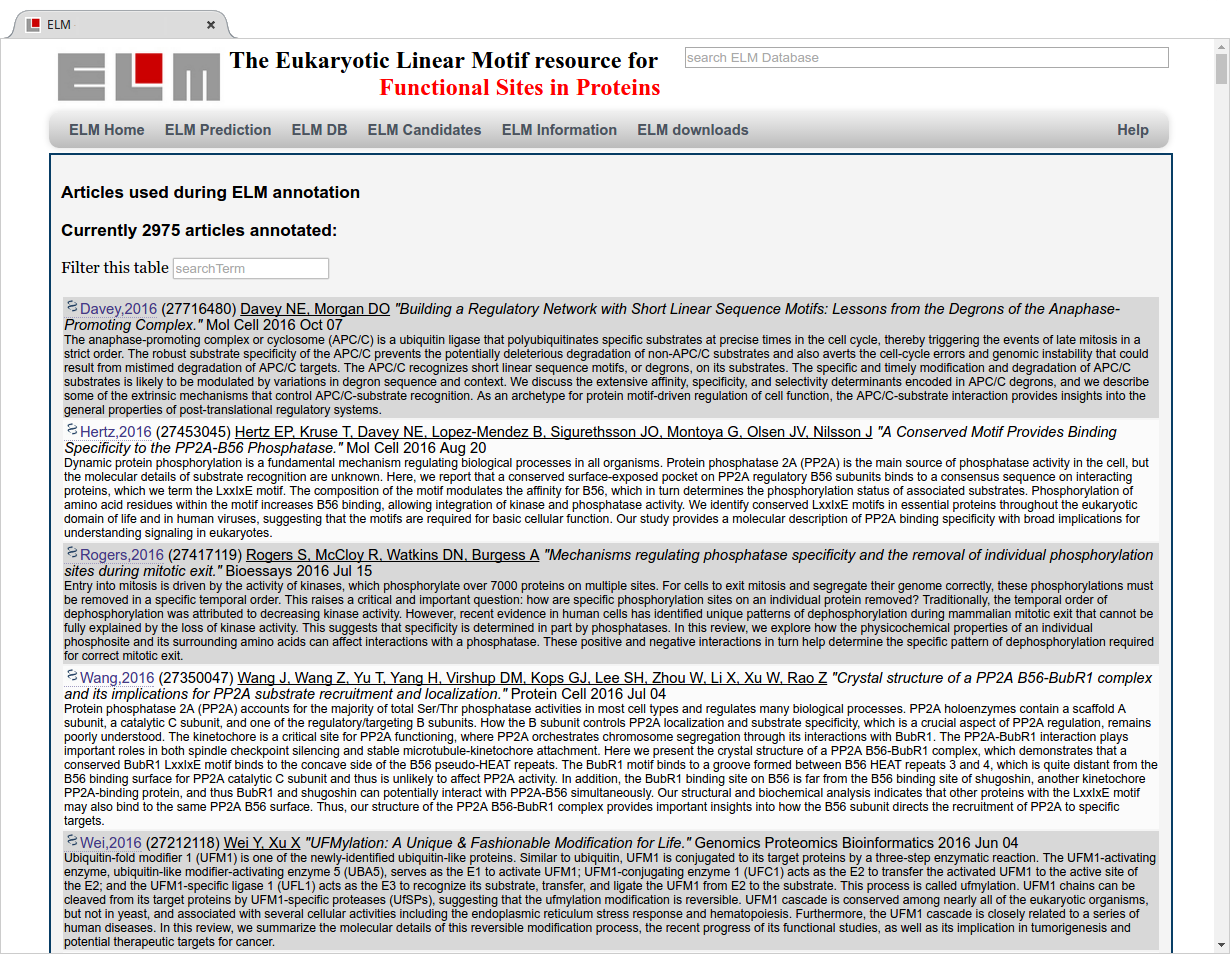 ELM
ELM
The Eukaryotic Linear Motif resource for
Functional Sites in Proteins
search ELM Database
ELM Home ELM Prediction ELM DB ELM Candidates ELM Information ELM downloads Help
Articles used during ELM annotation
Currently 2975 articles annotated:
Filter this table searchTerm
Davey,2016 (27716480) Davey NE, Morgan DO "Building a Regulatory Network with Short Linear Sequence Motifs: Lessons from the Degrons of the Anaphase-
Promoting Complex." Mol Cell 2016 Oct 07
The anaphase-promoting complex or cyclosome (APC/C) is a ubiquitin ligase that polyubiquitinates specific substrates at precise times in the cell cycle, thereby triggering the events of late mitosis in a
strict order. The robust substrate specificity of the APC/C prevents the potentially deleterious degradation of non-APC/C substrates and also averts the cell-cycle errors and genomic instability that could
result from mistimed degradation of APC/C targets. The APC/C recognizes short linear sequence motifs, or degrons, on its substrates. The specific and timely modification and degradation of APC/C
substrates is likely to be modulated by variations in degron sequence and context. We discuss the extensive affinity, specificity, and selectivity determinants encoded in APC/C degrons, and we describe
some of the extrinsic mechanisms that control APC/C-substrate recognition. As an archetype for protein motif-driven regulation of cell function, the APC/C-substrate interaction provides insights into the
general properties of post-translational regulatory systems.
Hertz,2016 (27453045) Hertz EP, Kruse T, Davey NE, Lopez-Mendez B, Sigurethsson JO, Montoya G, Olsen JV, Nilsson J "A Conserved Motif Provides Binding
Specificity to the PP2A-B56 Phosphatase." Mol Cell 2016 Aug 20
Dynamic protein phosphorylation is a fundamental mechanism regulating biological processes in all organisms. Protein phosphatase 2A (PP2A) is the main source of phosphatase activity in the cell, but
the molecular details of substrate recognition are unknown. Here, we report that a conserved surface-exposed pocket on PP2A regulatory B56 subunits binds to a consensus sequence on interacting
proteins, which we term the LxxIxE motif. The composition of the motif modulates the affinity for B56, which in turn determines the phosphorylation status of associated substrates. Phosphorylation of
amino acid residues within the motif increases B56 binding, allowing integration of kinase and phosphatase activity. We identify conserved LxxIxE motifs in essential proteins throughout the eukaryotic
domain of life and in human viruses, suggesting that the motifs are required for basic cellular function. Our study provides a molecular description of PP2A binding specificity with broad implications for
understanding signaling in eukaryotes.
Rogers,2016 (27417119) Rogers S, McCloy R, Watkins DN, Burgess A "Mechanisms regulating phosphatase specificity and the removal of individual phosphorylation
sites during mitotic exit." Bioessays 2016 Jul 15
Entry into mitosis is driven by the activity of kinases, which phosphorylate over 7000 proteins on multiple sites. For cells to exit mitosis and segregate their genome correctly, these phosphorylations must
be removed in a specific temporal order. This raises a critical and important question: how are specific phosphorylation sites on an individual protein removed? Traditionally, the temporal order of
dephosphorylation was attributed to decreasing kinase activity. However, recent evidence in human cells has identified unique patterns of dephosphorylation during mammalian mitotic exit that cannot be
fully explained by the loss of kinase activity. This suggests that specificity is determined in part by phosphatases. In this review, we explore how the physicochemical properties of an individual
phosphosite and its surrounding amino acids can affect interactions with a phosphatase. These positive and negative interactions in turn help determine the specific pattern of dephosphorylation required
for correct mitotic exit.
Wang,2016 (27350047) Wang J, Wang Z, Yu T, Yang H, Virshup DM, Kops GJ, Lee SH, Zhou W, Li X, Xu W, Rao Z "Crystal structure of a PP2A B56-BubR1 complex
and its implications for PP2A substrate recruitment and localization." Protein Cell 2016 Jul 04
Protein phosphatase 2A (PP2A) accounts for the majority of total Ser/Thr phosphatase activities in most cell types and regulates many biological processes. PP2A holoenzymes contain a scaffold A
subunit, a catalytic C subunit, and one of the regulatory/targeting B subunits. How the B subunit controls PP2A localization and substrate specificity, which is a crucial aspect of PP2A regulation, remains
poorly understood. The kinetochore is a critical site for PP2A functioning, where PP2A orchestrates chromosome segregation through its interactions with BubR1. The PP2A-BubR1 interaction plays
important roles in both spindle checkpoint silencing and stable microtubule-kinetochore attachment. Here we present the crystal structure of a PP2A B56-BubR1 complex, which demonstrates that a
conserved BubR1 LxxIxE motif binds to the concave side of the B56 pseudo-HEAT repeats. The BubR1 motif binds to a groove formed between B56 HEAT repeats 3 and 4, which is quite distant from the
B56 binding surface for PP2A catalytic C subunit and thus is unlikely to affect PP2A activity. In addition, the BubR1 binding site on B56 is far from the B56 binding site of shugoshin, another kinetochore
PP2A-binding protein, and thus BubR1 and shugoshin can potentially interact with PP2A-B56 simultaneously. Our structural and biochemical analysis indicates that other proteins with the LxxIxE motif
may also bind to the same PP2A B56 surface. Thus, our structure of the PP2A B56-BubR1 complex provides important insights into how the B56 subunit directs the recruitment of PP2A to specific
targets.
Wei,2016 (27212118) Wei Y, Xu X "UFMylation: A Unique & Fashionable Modification for Life." Genomics Proteomics Bioinformatics 2016 Jun 04
Ubiquitin-fold modifier 1 (UFM1) is one of the newly-identified ubiquitin-like proteins. Similar to ubiquitin, UFM1 is conjugated to its target proteins by a three-step enzymatic reaction. The UFM1-activating
enzyme, ubiquitin-like modifier-activating enzyme 5 (UBA5), serves as the E1 to activate UFM1; UFM1-conjugating enzyme 1 (UFC1) acts as the E2 to transfer the activated UFM1 to the active site of
the E2; and the UFM1-specific ligase 1 (UFL1) acts as the E3 to recognize its substrate, transfer, and ligate the UFM1 from E2 to the substrate. This process is called ufmylation. UFM1 chains can be
cleaved from its target proteins by UFM1-specific proteases (UfSPs), suggesting that the ufmylation modification is reversible. UFM1 cascade is conserved among nearly all of the eukaryotic organisms,
but not in yeast, and associated with several cellular activities including the endoplasmic reticulum stress response and hematopoiesis. Furthermore, the UFM1 cascade is closely related to a series of
human diseases. In this review, we summarize the molecular details of this reversible modification process, the recent progress of its functional studies, as well as its implication in tumorigenesis and
potential therapeutic targets for cancer.